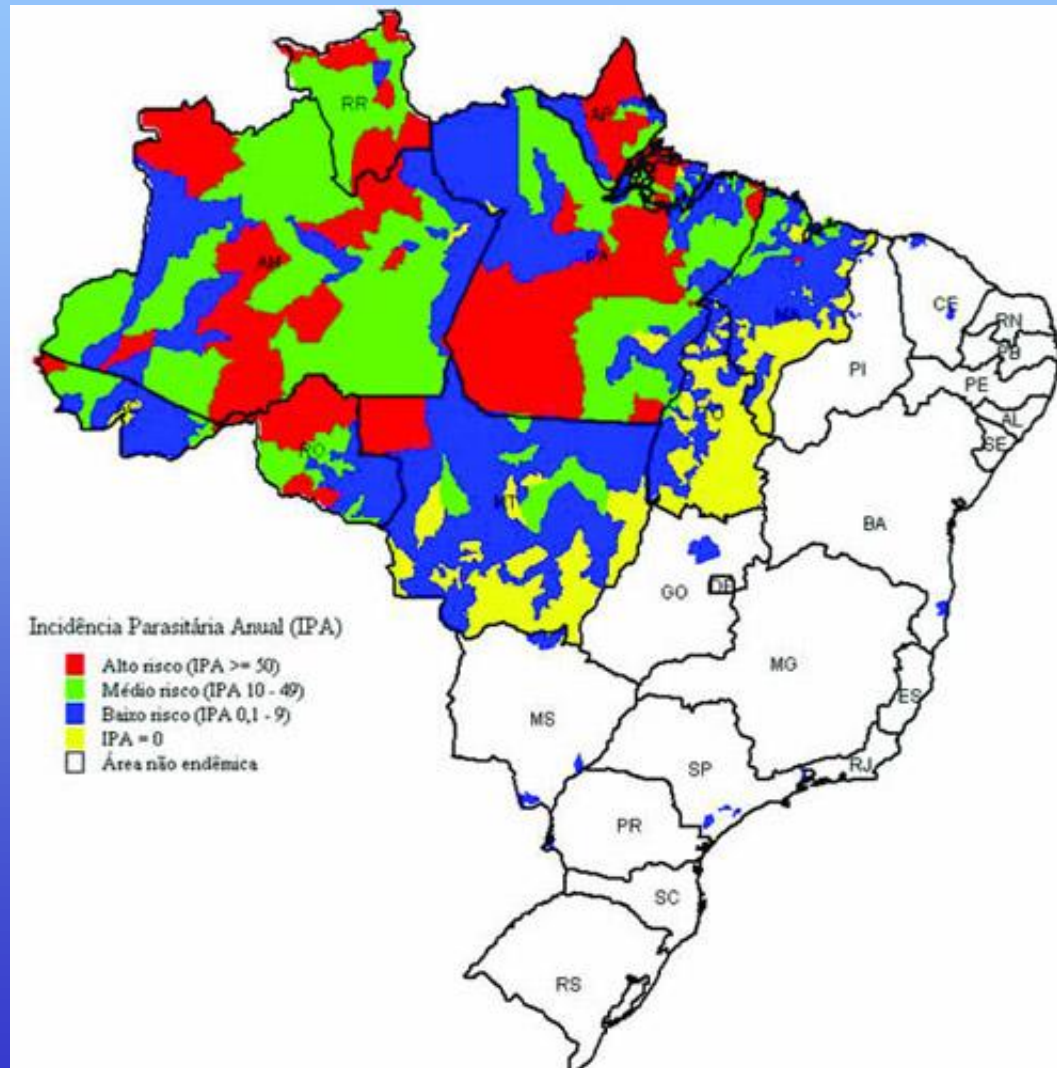 RR
AP
AM
PA
MA
CE
RN
PB
PI
PE
AL
TO
SE
RO
MT
BA
GO
DF
MG
Incidência Parasitária Anual (IPA)
Alto risco (IPA >= 50)
Médio risco (IPA 10 - 49)
Baixo risco (IPA 0,1 - 9)
IPA = 0
Área não endêmica
ES
MS
SP
RJ
PR
SC
RS